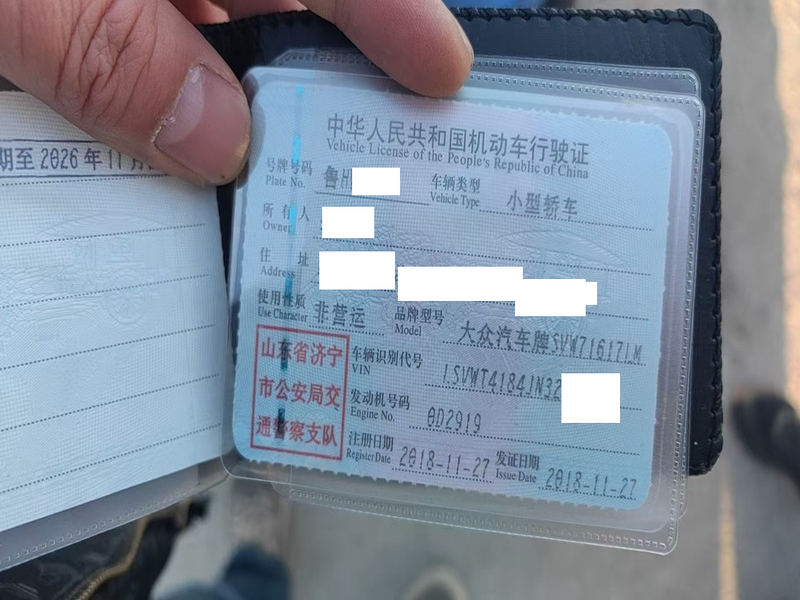 期至 2026 年 11 月
中华人民共和国机动车行驶证
Vehicle License of the People's Republic of China
号牌号码 鲁H 车辆类型 小型轿车
Plate No. Vehicle Type
所有人
Owner
住 址
Address
使用性质 非营运 品牌型号 大众汽车牌SVW71617LM
Use Character Model
山东省济宁
市公安局交
通警察支队
车辆识别代号 LSVWT4184JN32
VIN
发动机号码 0D2919
Engine No.
注册日期 2018-11-27 发证日期 2018-11-27
Register Date Issue Date